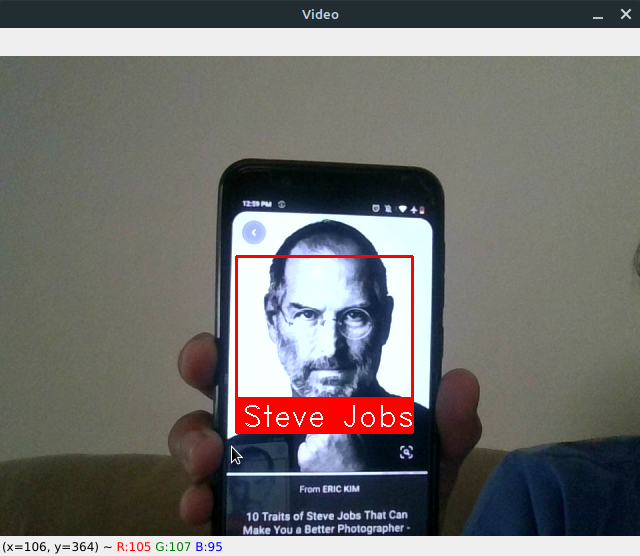 Video
12:59 PM
Steve Jobs
From ERIC KIM
10 Traits of Steve Jobs That Can
Make You a Better Photographer -
(x=106, y=364) ~ R:105 G:107 B:95